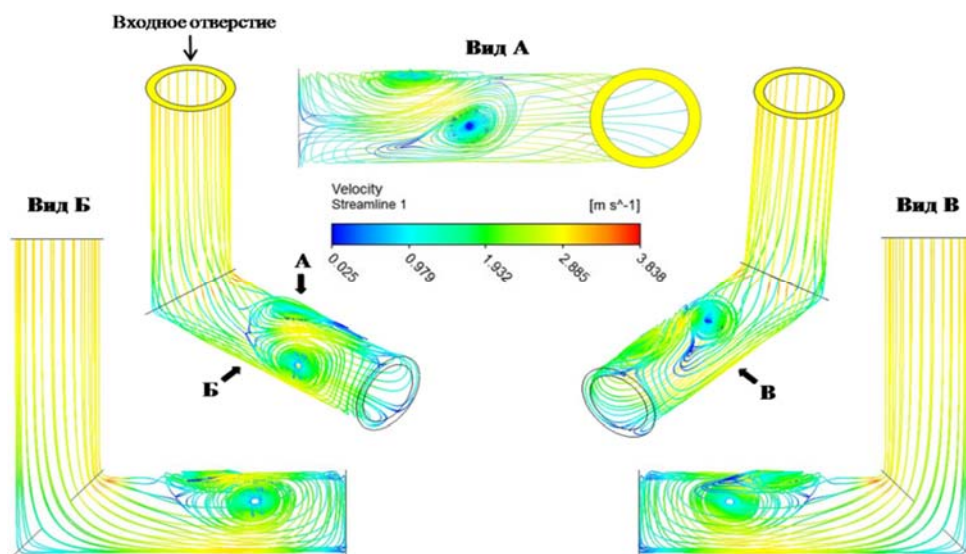 Входное отверстие
Вид А
Velocity
Streamline 1
[m s^-1]
0.025
0.979
1.932
2.885
3.838
Вид Б
Вид В
А
Б
В